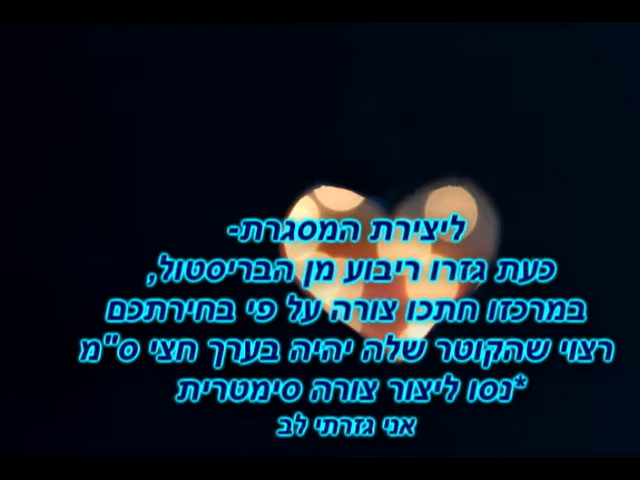 ליצירת המסגרת-
כעת גזרו ריבוע מן הבריסטול,
במרכזו חתכו צורה על פי בחירתכם
רצוי שהקוטר שלה יהיה בערך חצי ס"מ
*נסו ליצור צורה סימטרית
אני גזרתי לב